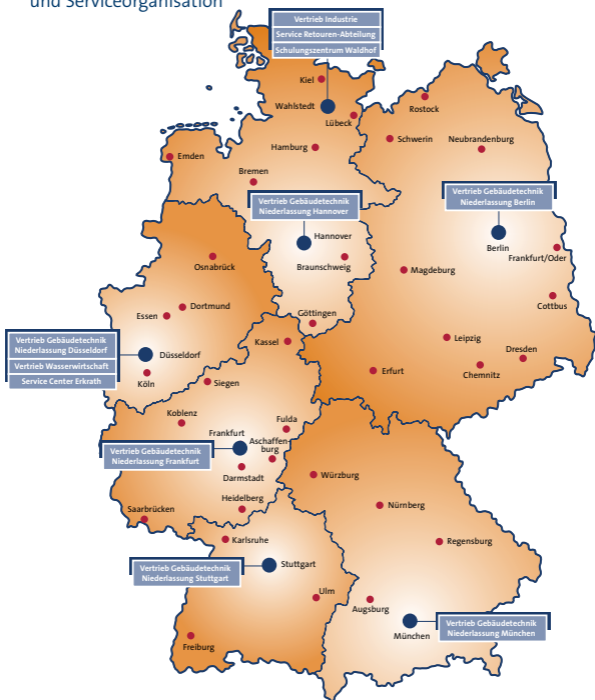 und Serviceorganisation
Vertrieb Industrie
Service Retouren-Abteilung
Schulungszentrum Waldhof
Kiel
Wahlstedt
Lübeck
Rostock
Schwerin
Neubrandenburg
Hamburg
Emden
Bremen
Vertrieb Gebäudetechnik
Niederlassung Hannover
Vertrieb Gebäudetechnik
Niederlassung Berlin
Hannover
Berlin
Frankfurt/Oder
Osnabrück
Braunschweig
Magdeburg
Cottbus
Essen
Dortmund
Göttingen
Vertrieb Gebäudetechnik
Niederlassung Düsseldorf
Vertrieb Wasserwirtschaft
Service Center Erkrath
Düsseldorf
Köln
Kassel
Leipzig
Dresden
Chemnitz
Erfurt
Siegen
Koblenz
Fulda
Frankfurt
Aschaffen-
burg
Vertrieb Gebäudetechnik
Niederlassung Frankfurt
Darmstadt
Würzburg
Heidelberg
Nürnberg
Saarbrücken
Karlsruhe
Regensburg
Vertrieb Gebäudetechnik
Niederlassung Stuttgart
Stuttgart
Ulm
Augsburg
München
Vertrieb Gebäudetechnik
Niederlassung München
Freiburg